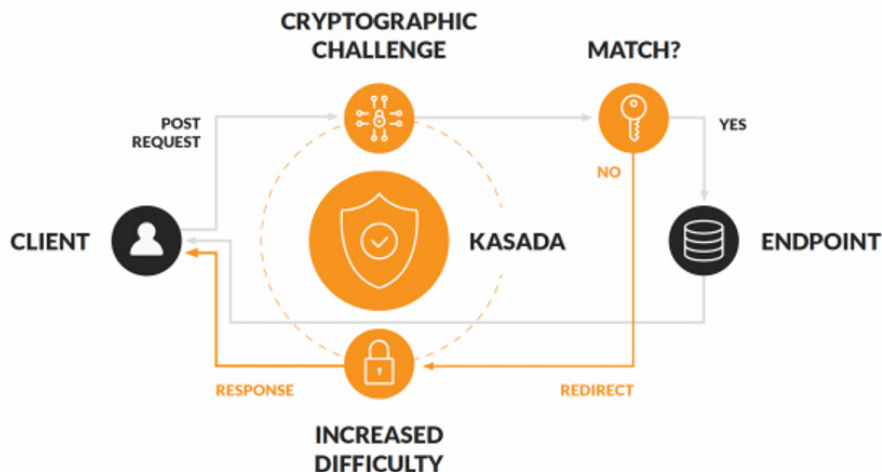 CRYPTOGRAPHIC
CHALLENGE
MATCH?
POST
REQUEST
YES
NO
CLIENT
KASADA
ENDPOINT
RESPONSE
REDIRECT
INCREASED
DIFFICULTY